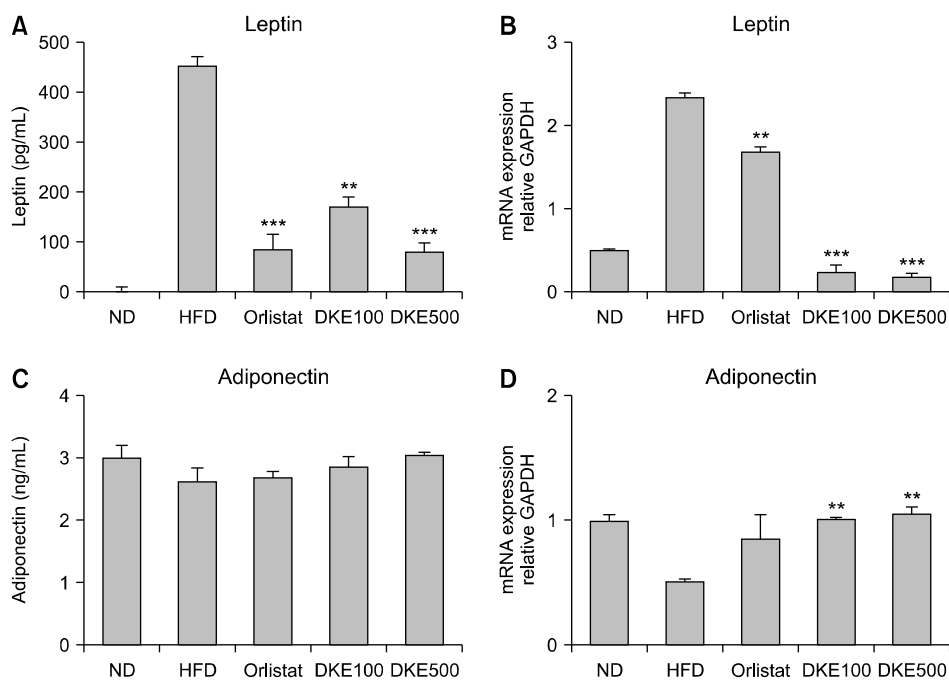 A
Leptin
Leptin (pg/mL)
500
400
300
200
100
0
***
**
***
ND HFD Orlistat DKE100 DKE500
B
Leptin
mRNA expression
relative GAPDH
3
2
1
0
**
***
***
ND HFD Orlistat DKE100 DKE500
C
Adiponectin
Adiponectin (ng/mL)
4
3
2
1
0
ND HFD Orlistat DKE100 DKE500
D
Adiponectin
mRNA expression
relative GAPDH
2
1
0
**
**
ND HFD Orlistat DKE100 DKE500